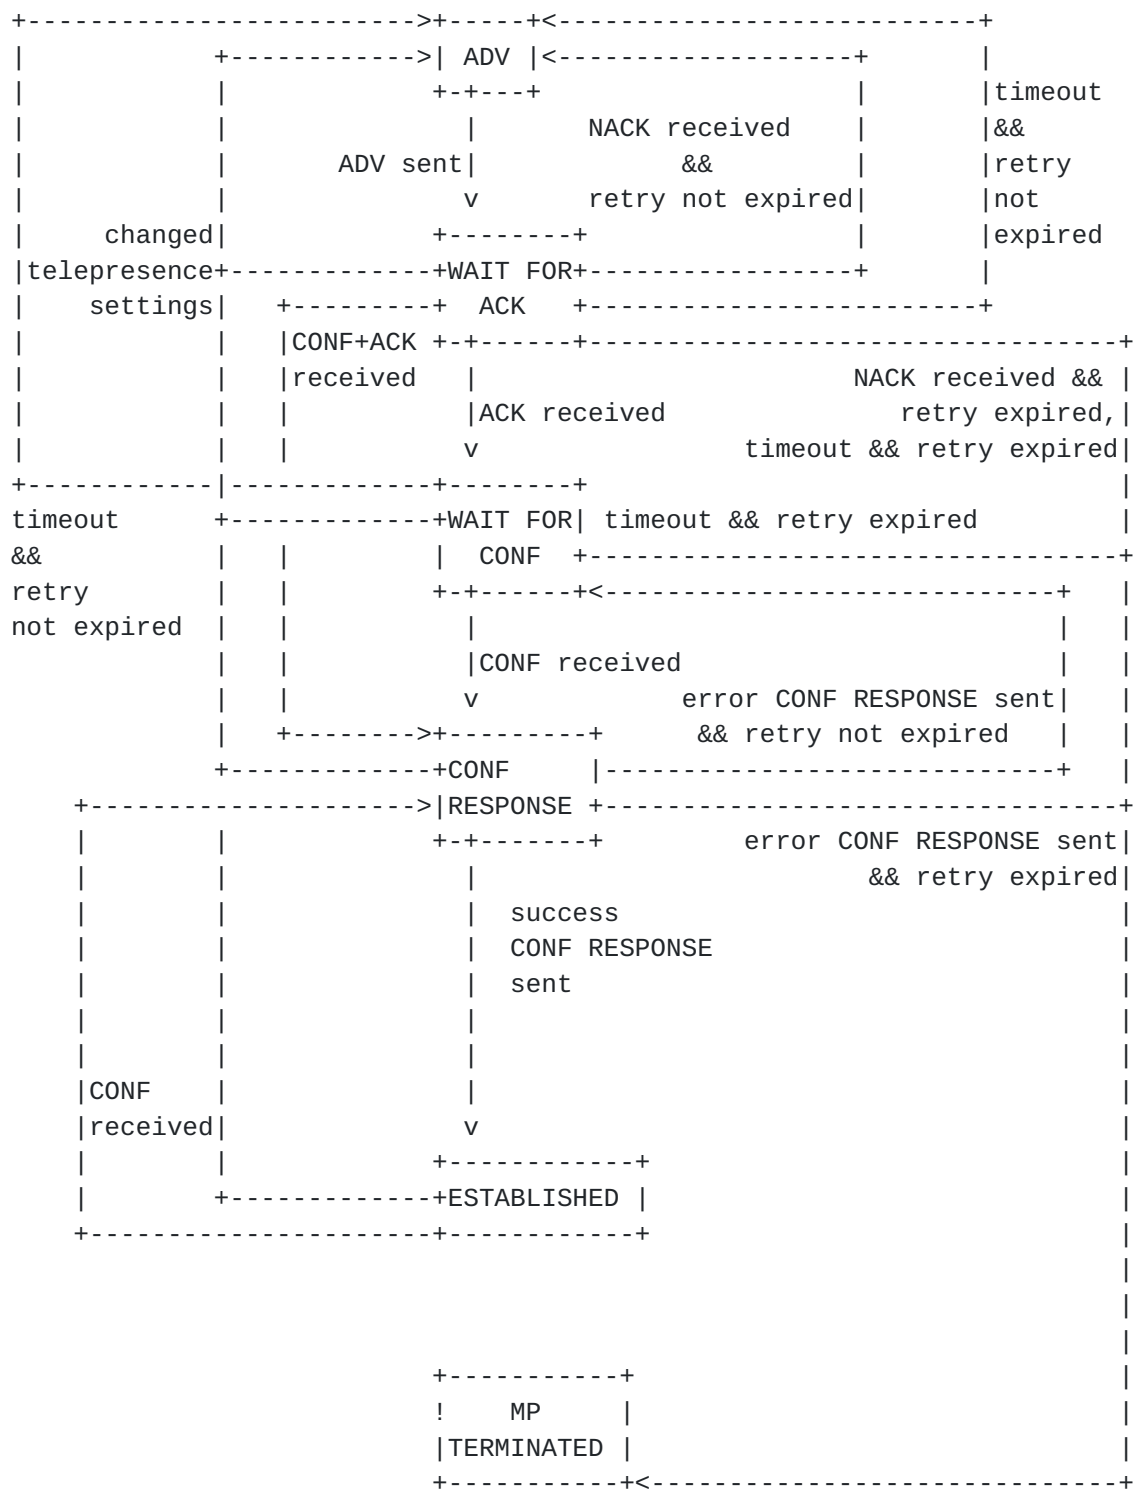 +------------------------->+-----+<---------------------------+
|            +------------>| ADV |<-------------------+       |
|            |             +-+---+                    |       |timeout
|            |               |       NACK received    |       |&&
|            |       ADV sent|             &&         |       |retry
|            |               v       retry not expired|       |not
|     changed|             +--------+                 |       |expired
|telepresence+-------------+WAIT FOR+-----------------+       |
|    settings|   +---------+  ACK   +-------------------------+
|            |   |CONF+ACK +-+------+----------------------------------+
|            |   |received   |                        NACK received && |
|            |   |           |ACK received               retry expired,|
|            |   |           v                 timeout && retry expired|
+------------|-------------+--------+                                  |
timeout      +-------------+WAIT FOR| timeout && retry expired         |
&&           |   |         |  CONF  +----------------------------------+
retry        |   |         +-+------+<-----------------------------+   |
not expired  |   |           |                                     |   |
             |   |           |CONF received                        |   |
             |   |           v             error CONF RESPONSE sent|   |
             |   +-------->+---------+      && retry not expired   |   |
             +-------------+CONF     |-----------------------------+   |
    +--------------------->|RESPONSE +---------------------------------+
    |        |             +-+-------+         error CONF RESPONSE sent|
    |        |               |                         && retry expired|
    |        |               |  success                                |
    |        |               |  CONF RESPONSE                          |
    |        |               |  sent                                   |
    |        |               |                                         |
    |        |               |                                         |
    |CONF    |               |                                         |
    |received|               v                                         |
    |        |             +------------+                              |
    |        +-------------+ESTABLISHED |                              |
    +----------------------+------------+                              |
                                                                       |
                                                                       |
                                                                       |
                           +-----------+                               |
                           !    MP     |                               |
                           |TERMINATED |                               |
                           +-----------+<------------------------------+